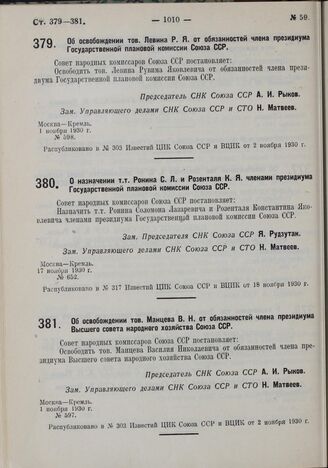 Ст. 379—381.
— 1010 —
№ 59.
379. Об освобождении тов. Левина Р. Я. от обязанностей члена президиума
Государственной плановой комиссии Союза ССР.
Совет народных комиссаров Союза ССР постановляет:
Освободить тов. Левина Рувима Яковлевича от обязанностей члена прези-
диума Государственной плановой комиссии Союза ССР.
Председатель СНК Союза ССР А. И. Рыков.
Зам. Управляющего делами СНК Союза ССР и СТО Н. Матвеев.
Москва—Кремль.
1 ноября 1930 г.
№ 598.
Распубликовано в № 303 Известий ЦИК Союза ССР и ВЦИК от 2 ноября 1930 г.
380. О назначении т.т. Ронина С. Л. и Розенталя К. Я. членами президиума
Государственной плановой комиссии Союза ССР.
Совет народных комиссаров Союза ССР постановляет:
Назначить т.т. Ронина Соломона Лазаревича и Розенталя Константина Яко-
влевича членами президиума Государственной плановой комиссии Союза ССР.
Зам. Председателя СНК Союза ССР Я. Рудзутак.
Зам. Управляющего делами СНК Союза ССР и СТО Н. Матвеев.
Москва—Кремль.
17 ноября 1930 г.
№ 652.
Распубликовано в № 317 Известий ЦИК Союза ССР и ВЦИК от 18 ноября 1930 г.
381. Об освобождении тов. Манцева В. Н. от обязанностей члена президиума
Высшего совета народного хозяйства Союза ССР.
Совет народных комиссаров Союза ССР постановляет:
Освободить тов. Манцева Василия Николаевича от обязанностей члена пре-
зидиума Высшего совета народного хозяйства Союза ССР.
Председатель СНК Союза ССР А. И. Рыков.
Зам. Управляющего делами СНК Союза ССР и СТО Н. Матвеев.
Москва—Кремль.
1 ноября 1930 г.
№ 597.
Распубликовано в № 303 Известий ЦИК Союза ССР и ВЦИК от 2 ноября 1930 г.